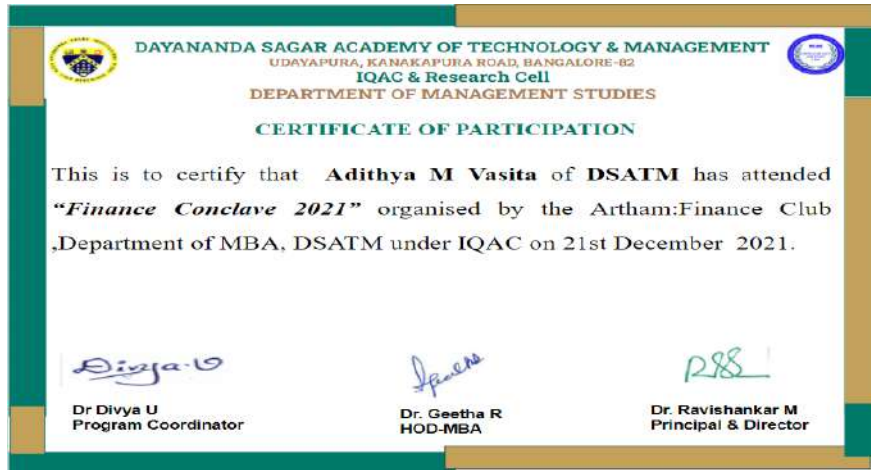 DAYANANDA SAGAR ACADEMY OF TECHNOLOGY & MANAGEMENT
UDAYAPURA, KANAKAPURA ROAD, BANGALORE-82
IQAC & Research Cell
DEPARTMENT OF MANAGEMENT STUDIES
CERTIFICATE OF PARTICIPATION
This is to certify that Adithya M Vasita of DSATM has attended
“Finance Conclave 2021” organised by the Artham:Finance Club
,Department of MBA, DSATM under IQAC on 21st December 2021.
Divya U
Dr Divya U
Program Coordinator
Dr. Geetha R
HOD-MBA
Dr. Ravishankar M
Principal & Director